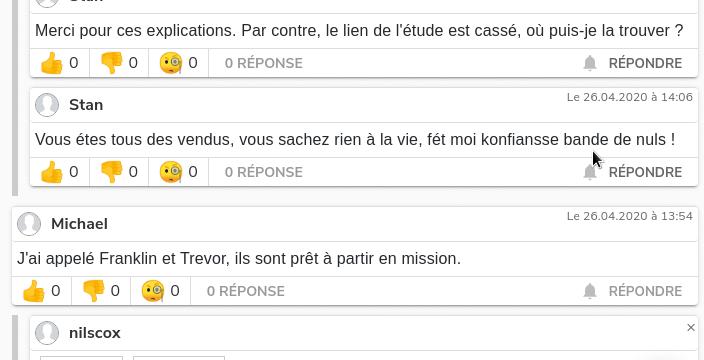 Merci pour ces explications. Par contre, le lien de l'étude est cassé, où puis-je la trouver ?
0 0 0 0 RÉPONSE RÉPONDRE
Stan Le 26.04.2020 à 14:06
Vous étes tous des vendus, vous sachez rien à la vie, fét moi konfiansse bande de nuls !
0 0 0 0 RÉPONSE RÉPONDRE
Michael Le 26.04.2020 à 13:54
J'ai appelé Franklin et Trevor, ils sont prêt à partir en mission.
0 0 0 0 RÉPONSE RÉPONDRE
nilscox ×